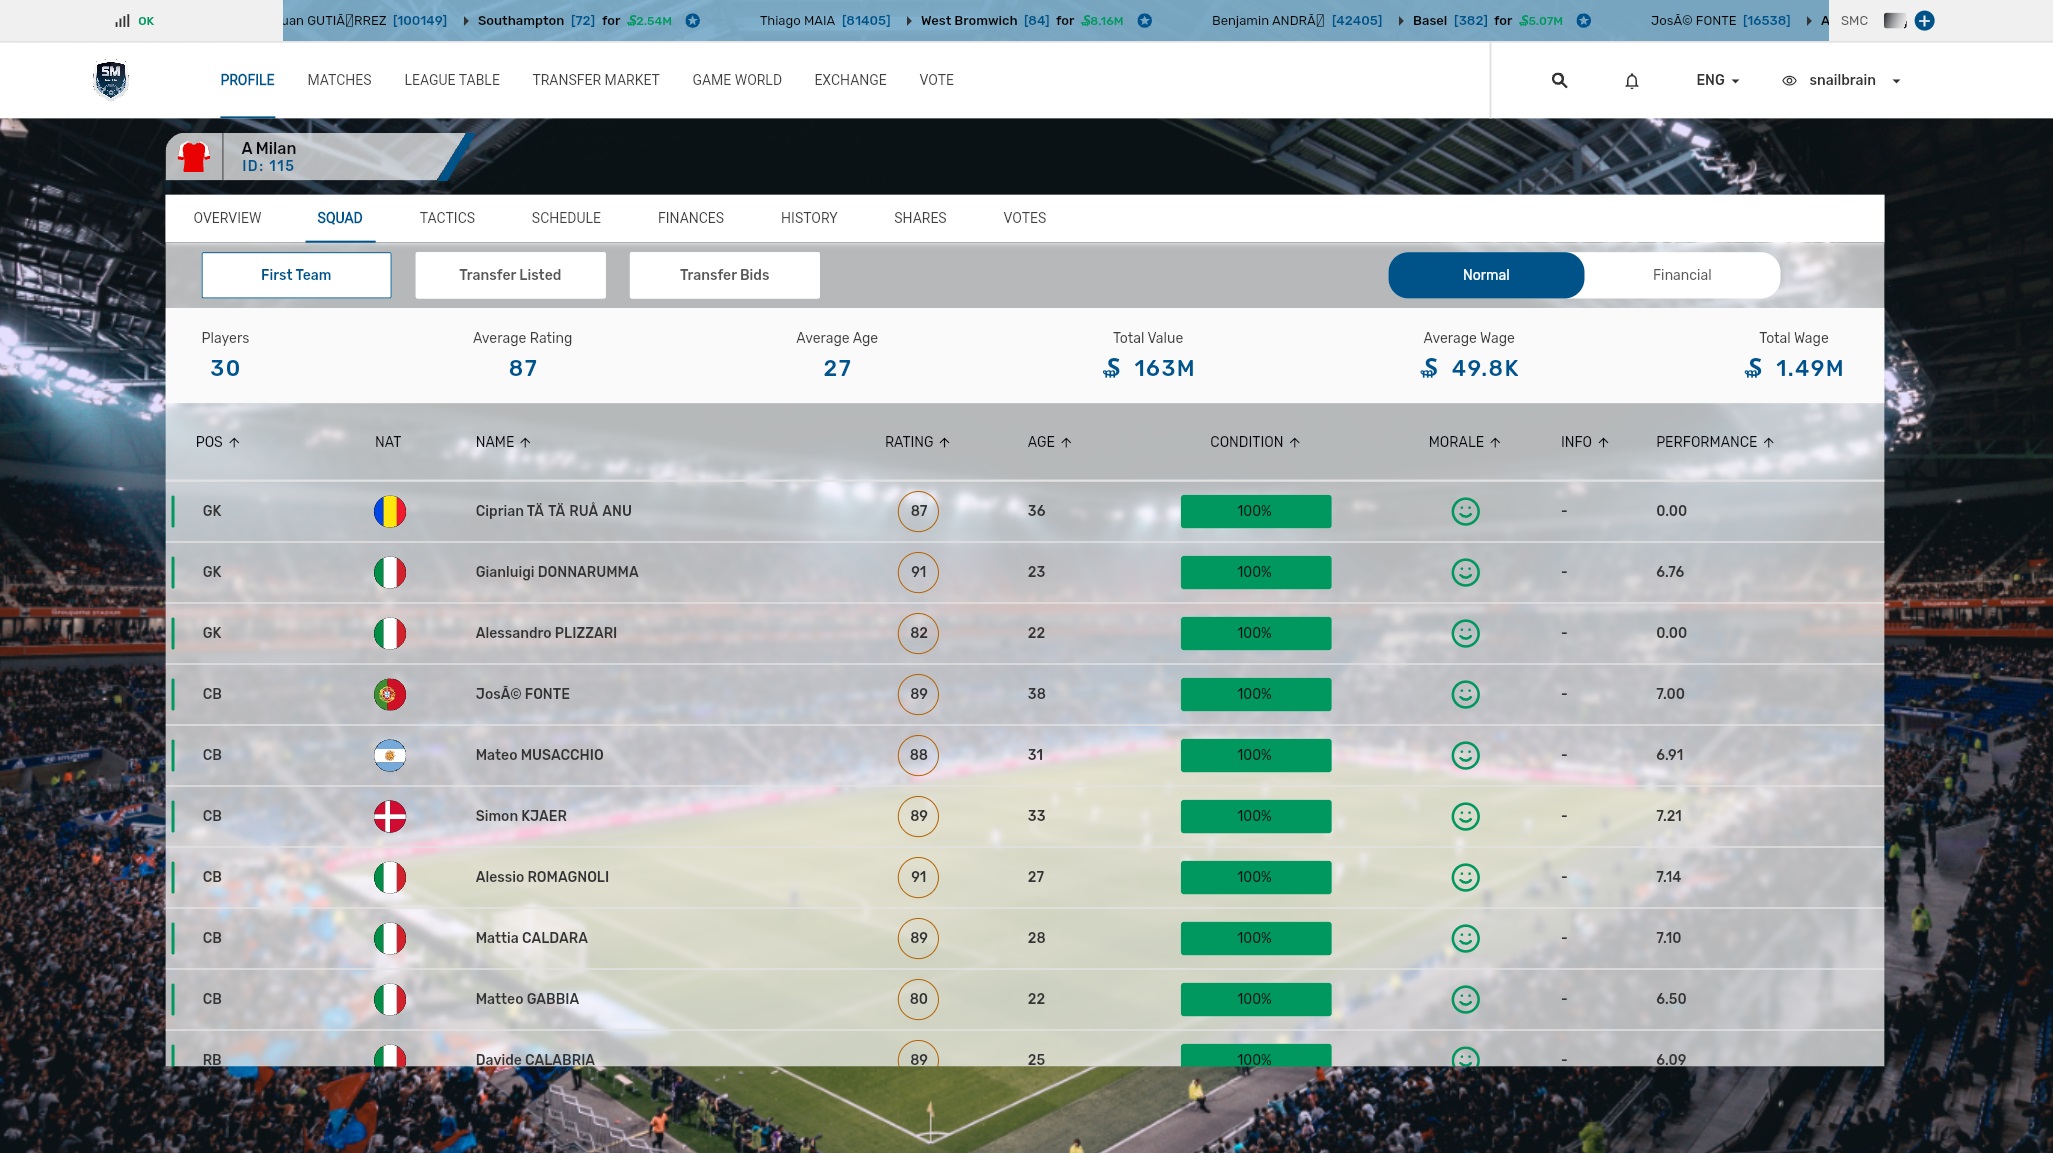 OK
uan GUTIÃRREZ [100149] Southampton [72] for $2.54M Thiago MAIA [81405] West Bromwich [84] for $8.16M Benjamin ANDRÃ [42405] Basel [382] for $5.07M JosÃ© FONTE [16538] A
SMC
SM
PROFILE MATCHES LEAGUE TABLE TRANSFER MARKET GAME WORLD EXCHANGE VOTE ENG snailbrain
A Milan
ID: 115
OVERVIEW SQUAD TACTICS SCHEDULE FINANCES HISTORY SHARES VOTES
First Team Transfer Listed Transfer Bids Normal Financial
Players Average Rating Average Age Total Value Average Wage Total Wage
30 87 27 $ 163M $ 49.8K $ 1.49M
POS ↑ NAT NAME ↑ RATING ↑ AGE ↑ CONDITION ↑ MORALE ↑ INFO ↑ PERFORMANCE ↑
GK Ciprian TÄ TÄ RUÅ ANU 87 36 100% - 0.00
GK Gianluigi DONNARUMMA 91 23 100% - 6.76
GK Alessandro PLIZZARI 82 22 100% - 0.00
CB JosÃ© FONTE 89 38 100% - 7.00
CB Mateo MUSACCHIO 88 31 100% - 6.91
CB Simon KJAER 89 33 100% - 7.21
CB Alessio ROMAGNOLI 91 27 100% - 7.14
CB Mattia CALDARA 89 28 100% - 7.10
CB Matteo GABBIA 80 22 100% - 6.50
RB Davide CALABRIA 89 25 100% - 6.09